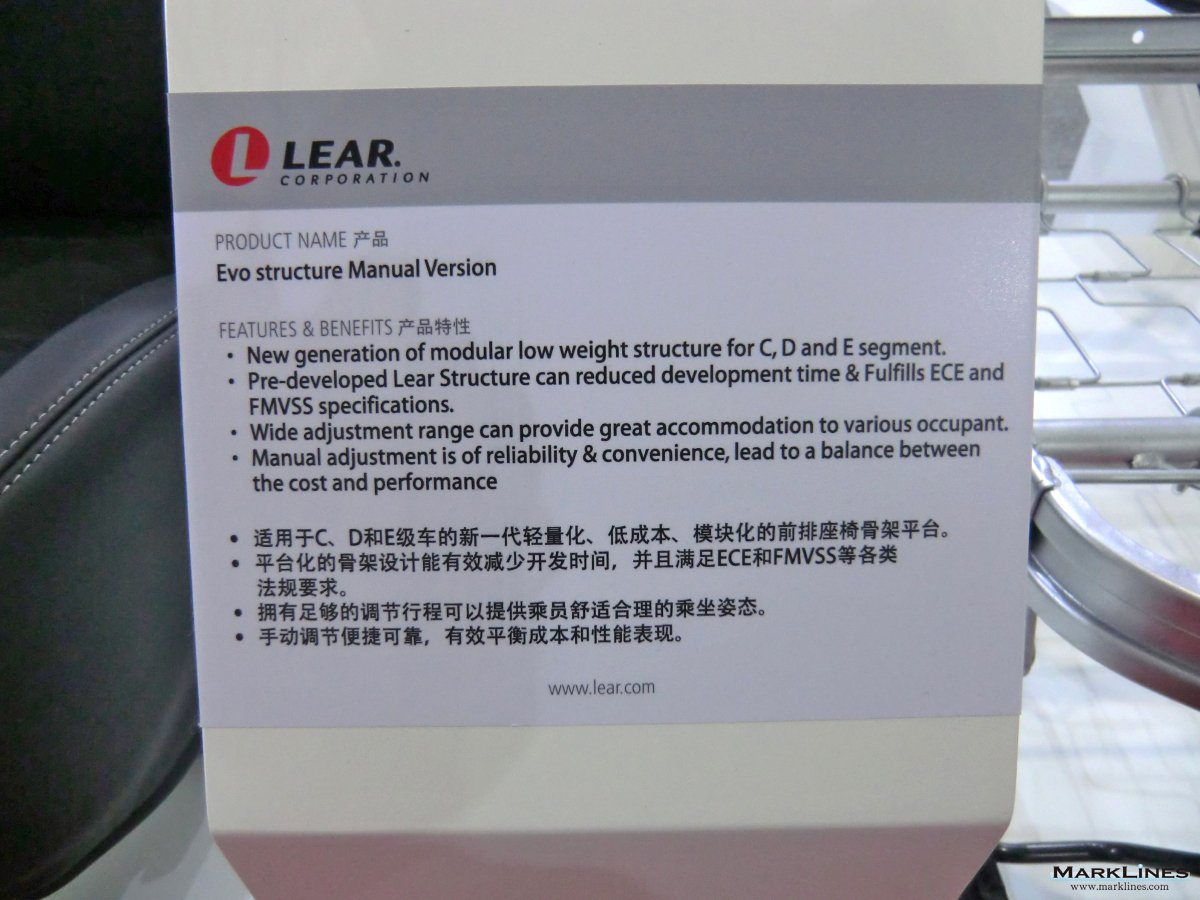 LEAR.
CORPORATION
PRODUCT NAME 产品
Evo structure Manual Version
FEATURES & BENEFITS 产品特性
• New generation of modular low weight structure for C, D and E segment.
• Pre-developed Lear Structure can reduced development time & Fulfills ECE and
FMVSS specifications.
• Wide adjustment range can provide great accommodation to various occupant.
• Manual adjustment is of reliability & convenience, lead to a balance between
the cost and performance
• 适用于C、D和E级车的新一代轻量化、低成本、模块化的前排座椅骨架平台。
• 平台化的骨架设计能有效减少开发时间，并且满足ECE和FMVSS等各类
法规要求。
• 拥有足够的调节行程可以提供乘员舒适合理的乘坐姿态。
• 手动调节便捷可靠，有效平衡成本和性能表现。
www.lear.com
MARKLINES
www.marklines.com